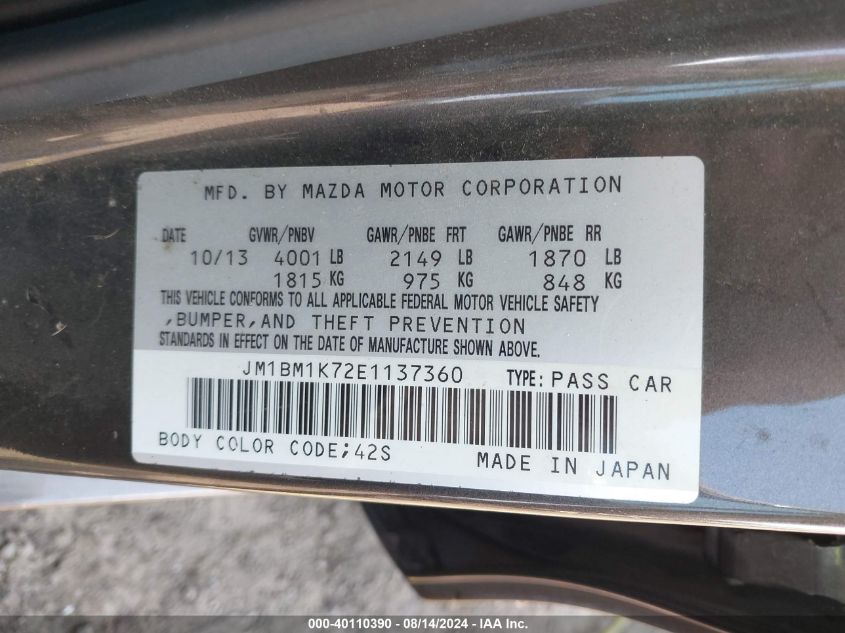 MFD. BY MAZDA MOTOR CORPORATION
DATE GVWR/PNBV GAWR/PNBE FRT GAWR/PNBE RR
10/13 4001 LB 2149 LB 1870 LB
1815 KG 975 KG 848 KG
THIS VEHICLE CONFORMS TO ALL APPLICABLE FEDERAL MOTOR VEHICLE SAFETY
,BUMPER,AND THEFT PREVENTION
STANDARDS IN EFFECT ON THE DATE OF MANUFACTURE SHOWN ABOVE.
JM1BM1K72E1137360 TYPE: PASS CAR
BODY COLOR CODE;42S MADE IN JAPAN
000-40110390 - 08/14/2024 - IAA Inc.